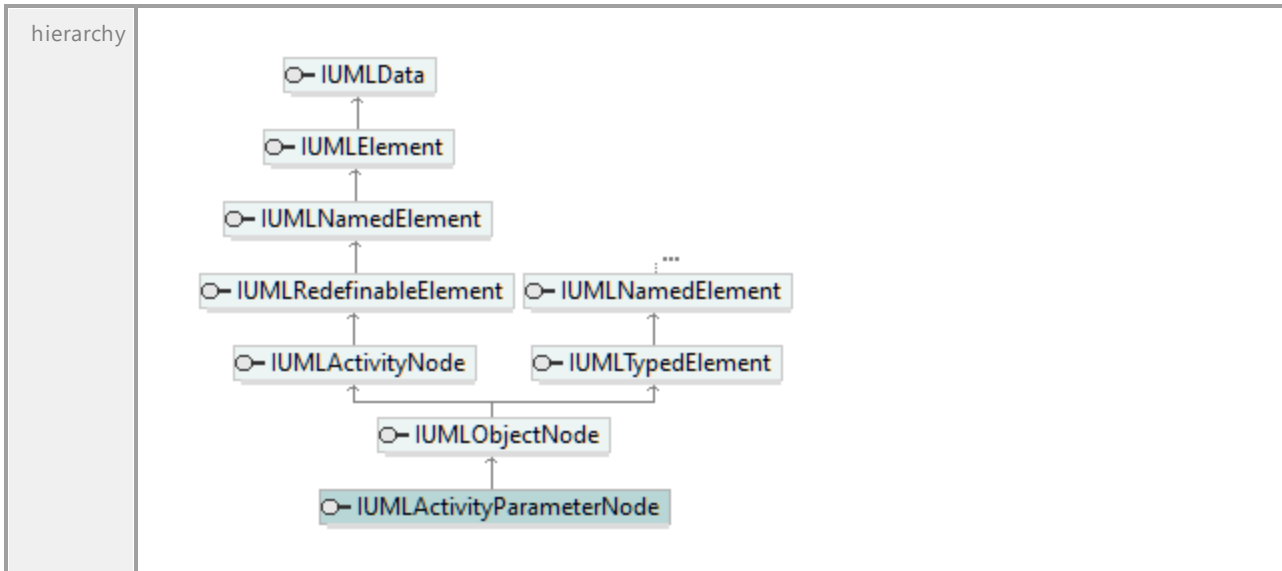 hierarchy
IUMLData
IUMLElement
IUMLNamedElement
...
IUMLRedefinableElement IUMLNamedElement
IUMLActivityNode IUMLTypedElement
IUMLObjectNode
IUMLActivityParameterNode